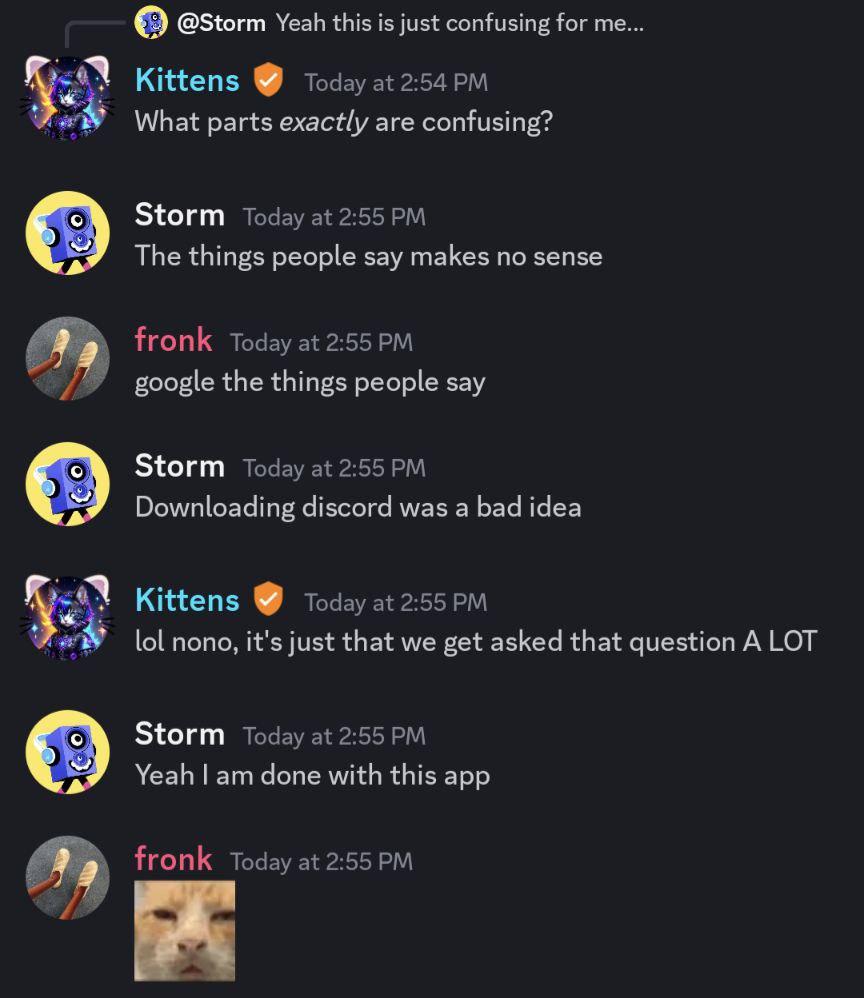 @Storm Yeah this is just confusing for me...
Kittens Today at 2:54 PM
What parts exactly are confusing?
Storm Today at 2:55 PM
The things people say makes no sense
fronk Today at 2:55 PM
google the things people say
Storm Today at 2:55 PM
Downloading discord was a bad idea
Kittens Today at 2:55 PM
lol nono, it's just that we get asked that question A LOT
Storm Today at 2:55 PM
Yeah I am done with this app
fronk Today at 2:55 PM